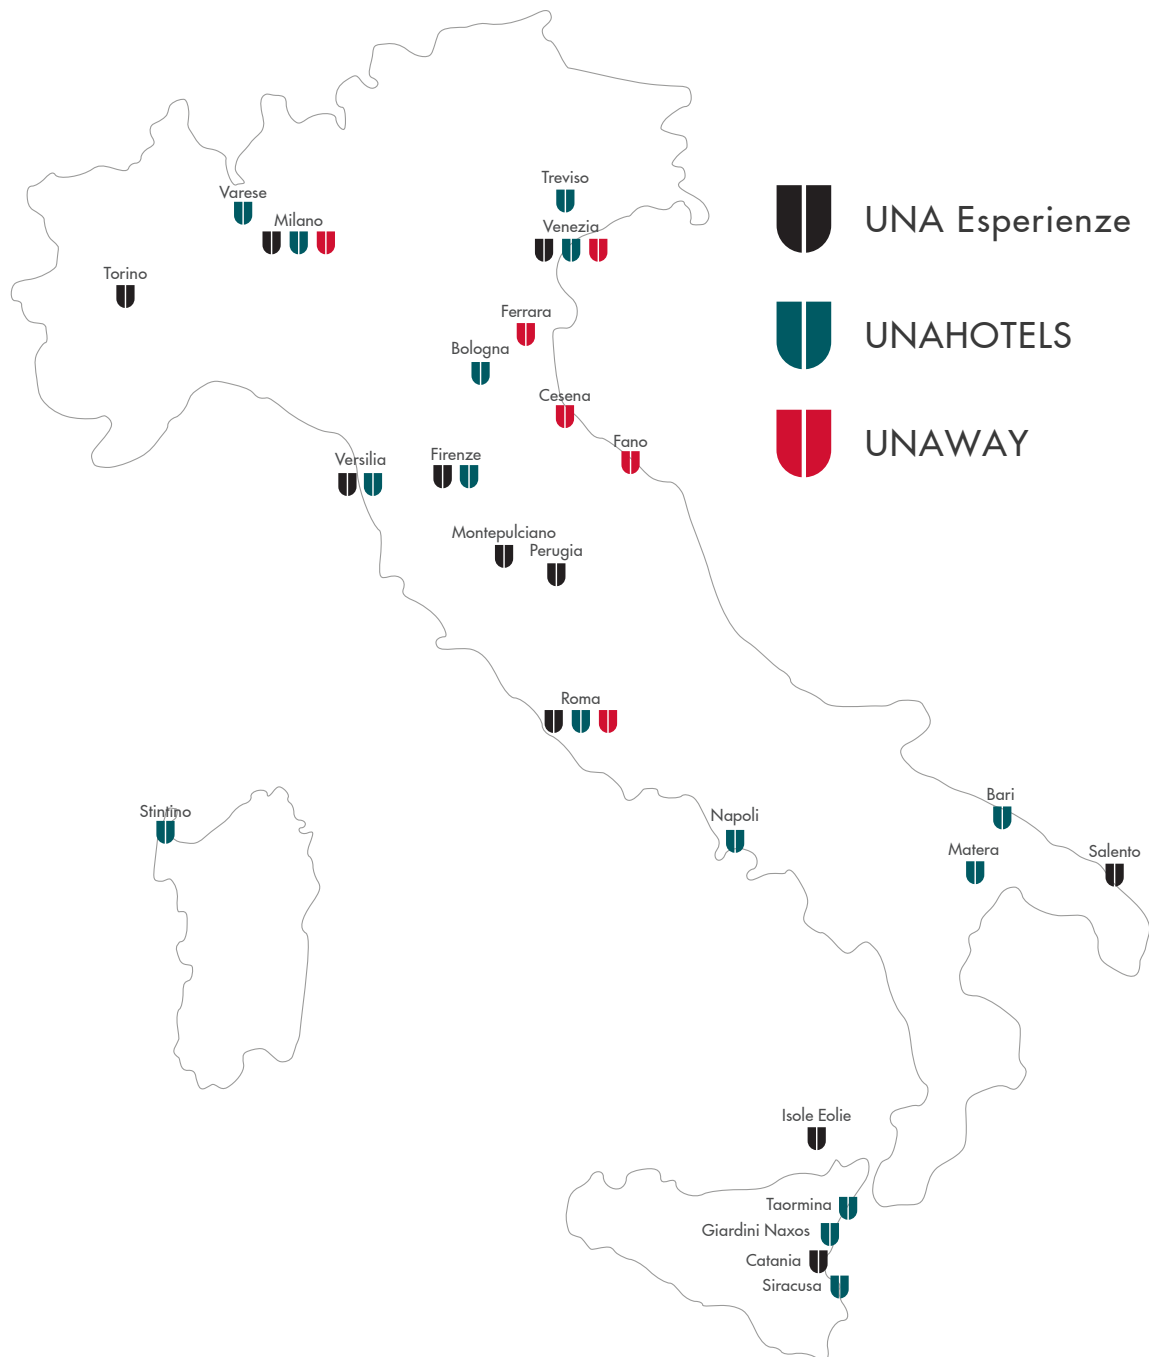 Treviso
Varese
Milano
Venezia
UNA Esperienze
Torino
Ferrara
UNAHOTELS
Bologna
Cesena
Fano
UNAWAY
Versilia
Firenze
Montepulciano
Perugia
Roma
Stintino
Napoli
Bari
Matera
Salento
Isole Eolie
Taormina
Giardini Naxos
Catania
Siracusa